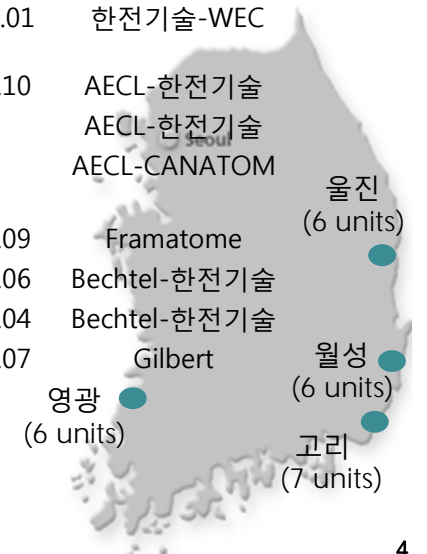 .01 한전기술-WEC
.10 AECL-한전기술
AECL-한전기술
Seoul
AECL-CANATOM
울진
(6 units)
.09 Framatome
.06 Bechtel-한전기술
.04 Bechtel-한전기술
.07 Gilbert
월성
(6 units)
영광
(6 units)
고리
(7 units)
4